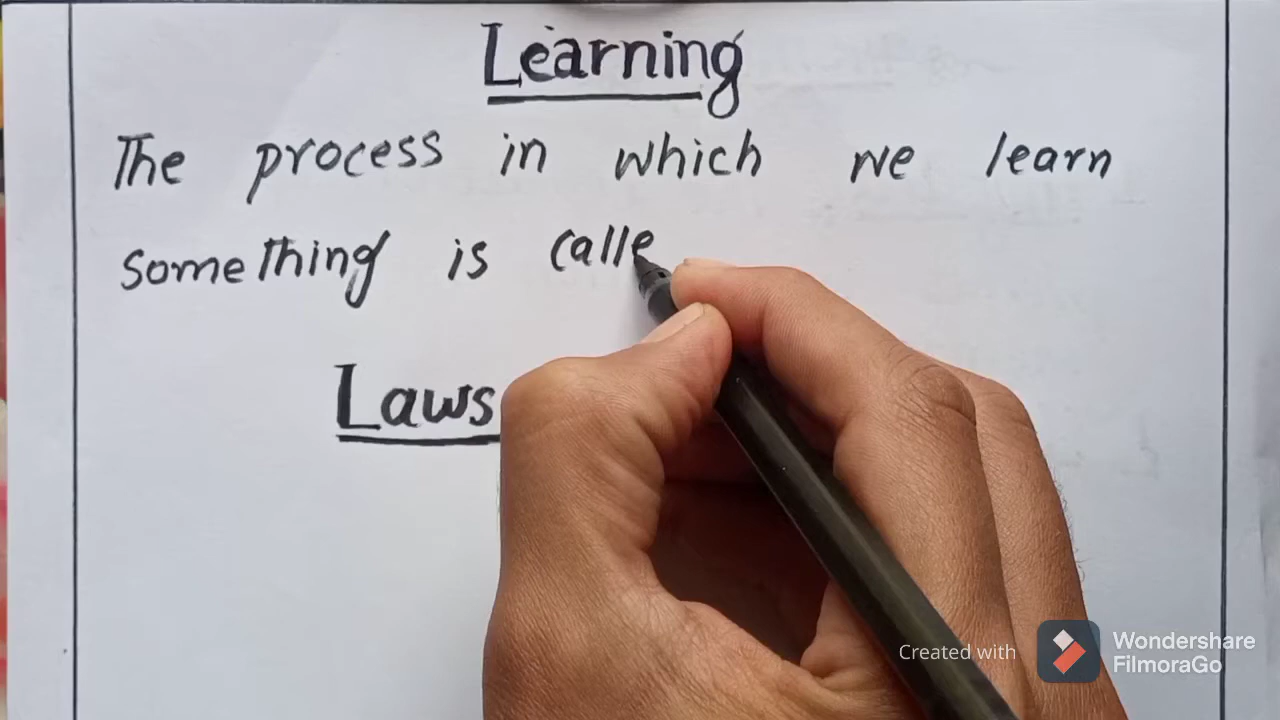 Learning
The process in which we learn
something is calle
Laws
Created with
Wondershare
FilmoraGo